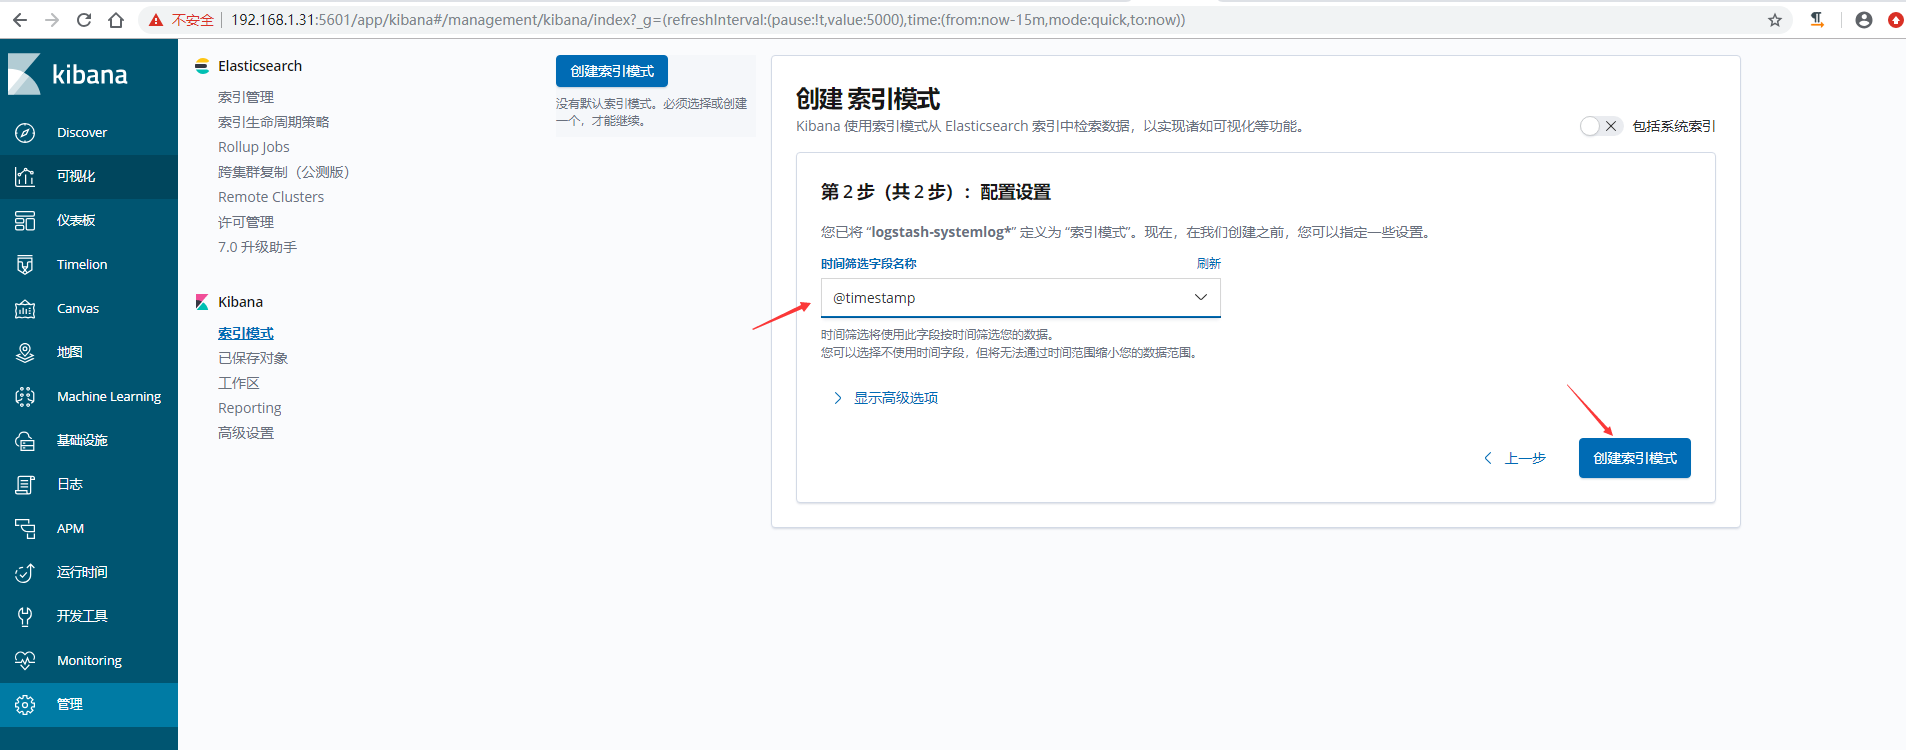 不安全 192.168.1.31:5601/app/kibana#/management/kibana/index?_g=(refreshInterval:(pause:!t,value:5000),time:(from:now-15m,mode:quick,to:now))
kibana
Discover
可视化
仪表板
Timelion
Canvas
地图
Machine Learning
基础设施
日志
APM
运行时间
开发工具
Monitoring
管理
Elasticsearch
索引管理
索引生命周期策略
Rollup Jobs
跨集群复制（公测版）
Remote Clusters
许可管理
7.0 升级助手
Kibana
索引模式
已保存对象
工作区
Reporting
高级设置
创建索引模式
没有默认索引模式。必须选择或创建
一个，才能继续。
创建 索引模式
Kibana 使用索引模式从 Elasticsearch 索引中检索数据，以实现诸如可视化等功能。
包括系统索引
第 2 步（共 2 步）：配置设置
您已将 “logstash-systemlog*” 定义为 “索引模式”。现在，在我们创建之前，您可以指定一些设置。
时间筛选字段名称 刷新
@timestamp
时间筛选将使用此字段按时间筛选您的数据。
您可以选择不使用时间字段，但将无法通过时间范围缩小您的数据范围。
显示高级选项
上一步 创建索引模式